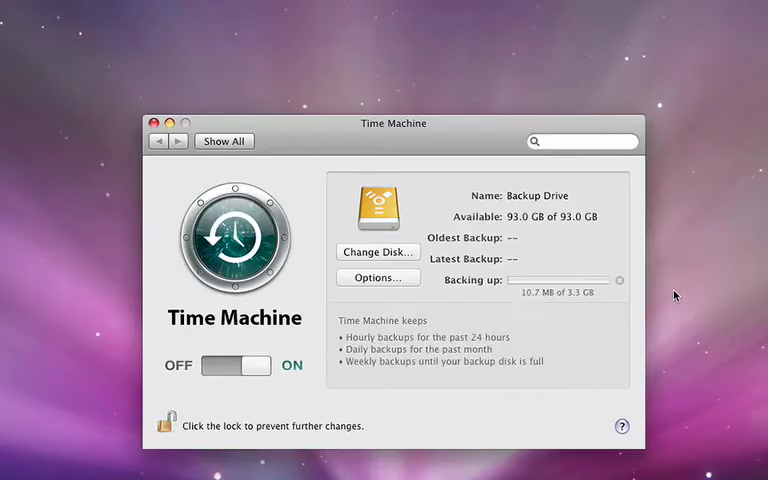 Time Machine
Show All
Name: Backup Drive
Available: 93.0 GB of 93.0 GB
Oldest Backup: --
Change Disk...
Latest Backup: --
Options...
Backing up:
10.7 MB of 3.3 GB
Time Machine
Time Machine keeps
• Hourly backups for the past 24 hours
• Daily backups for the past month
• Weekly backups until your backup disk is full
OFF ON
Click the lock to prevent further changes.
?